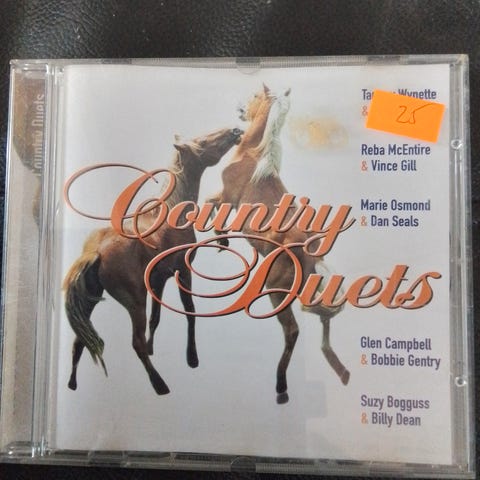 Country Duets
Wynette
&
25
Reba McEntire
& Vince Gill
Marie Osmond
& Dan Seals
Country
Duets
Glen Campbell
& Bobbie Gentry
Suzy Bogguss
& Billy Dean